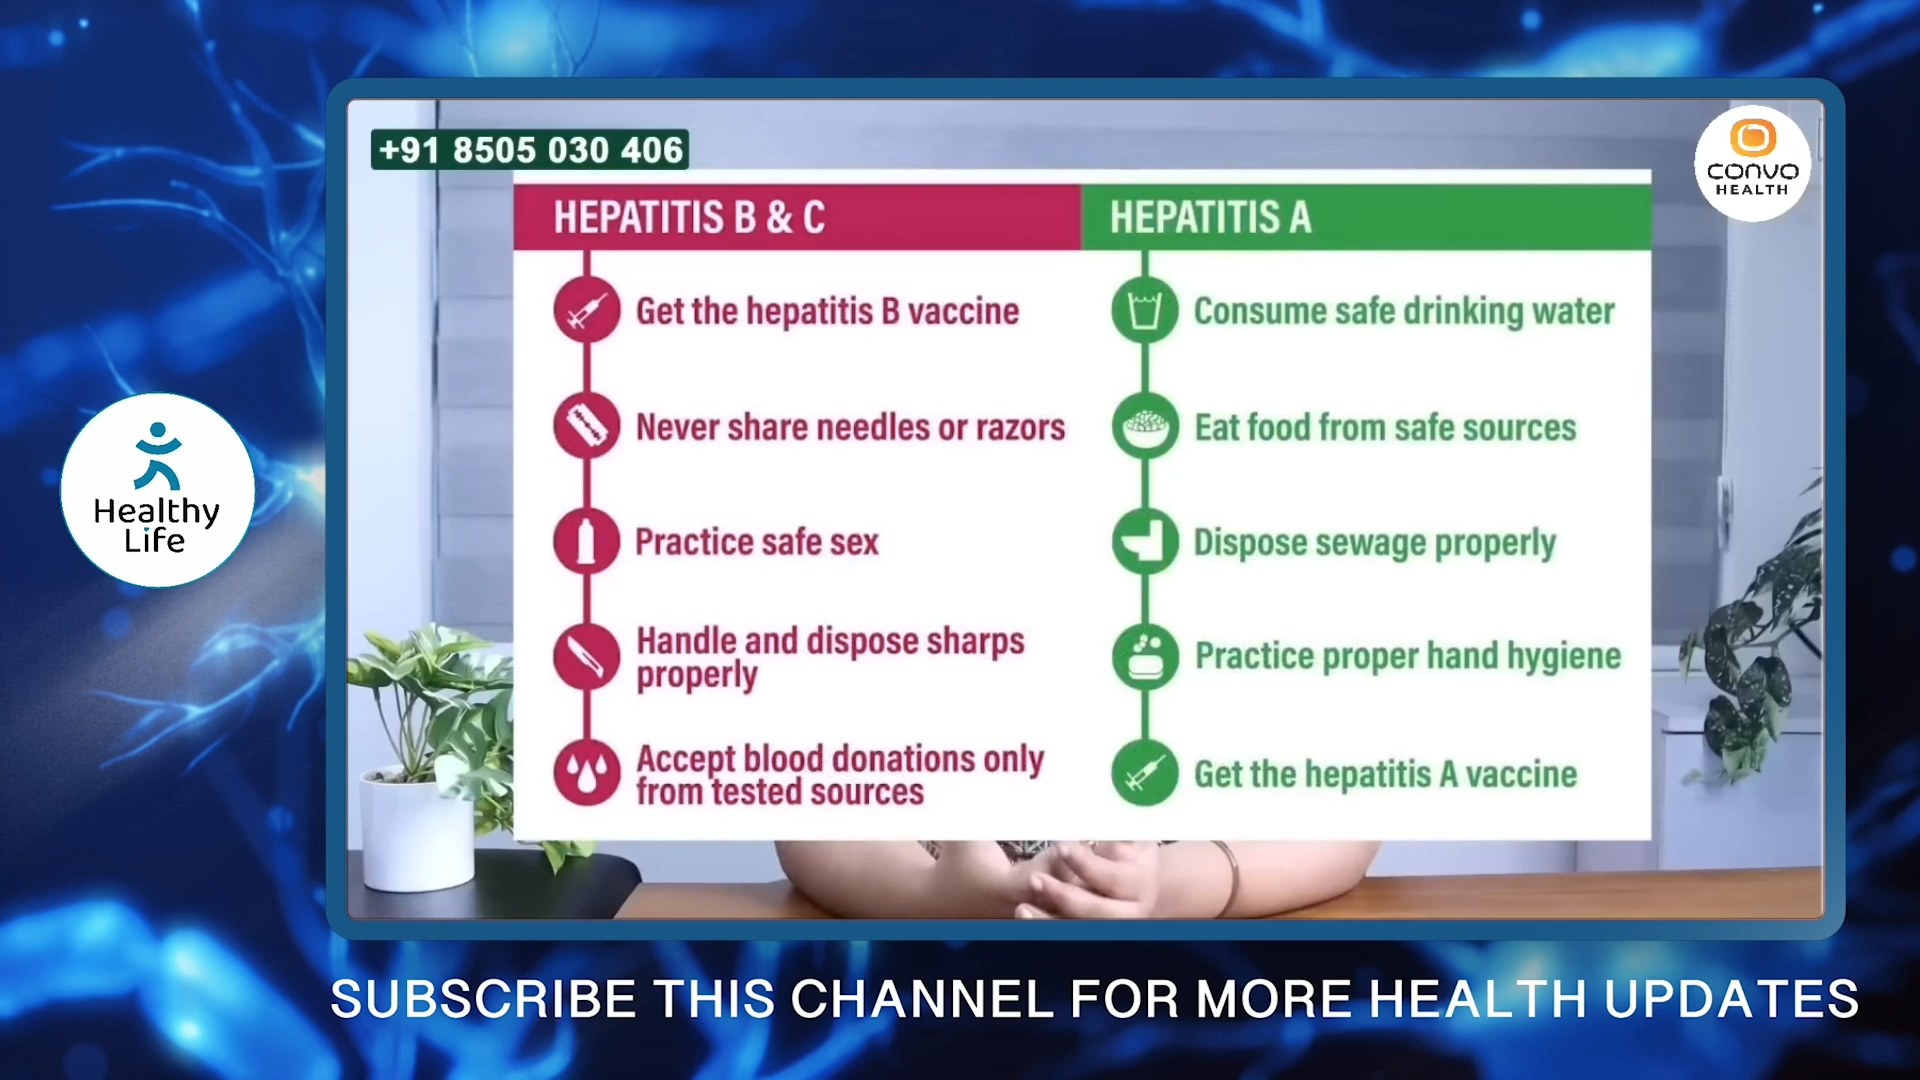 +91 8505 030 406
CONVO
HEALTH
HEPATITIS B & C
HEPATITIS A
Get the hepatitis B vaccine
Never share needles or razors
Practice safe sex
Handle and dispose sharps
properly
Accept blood donations only
from tested sources
Consume safe drinking water
Eat food from safe sources
Dispose sewage properly
Practice proper hand hygiene
Get the hepatitis A vaccine
Healthy
Life
SUBSCRIBE THIS CHANNEL FOR MORE HEALTH UPDATES